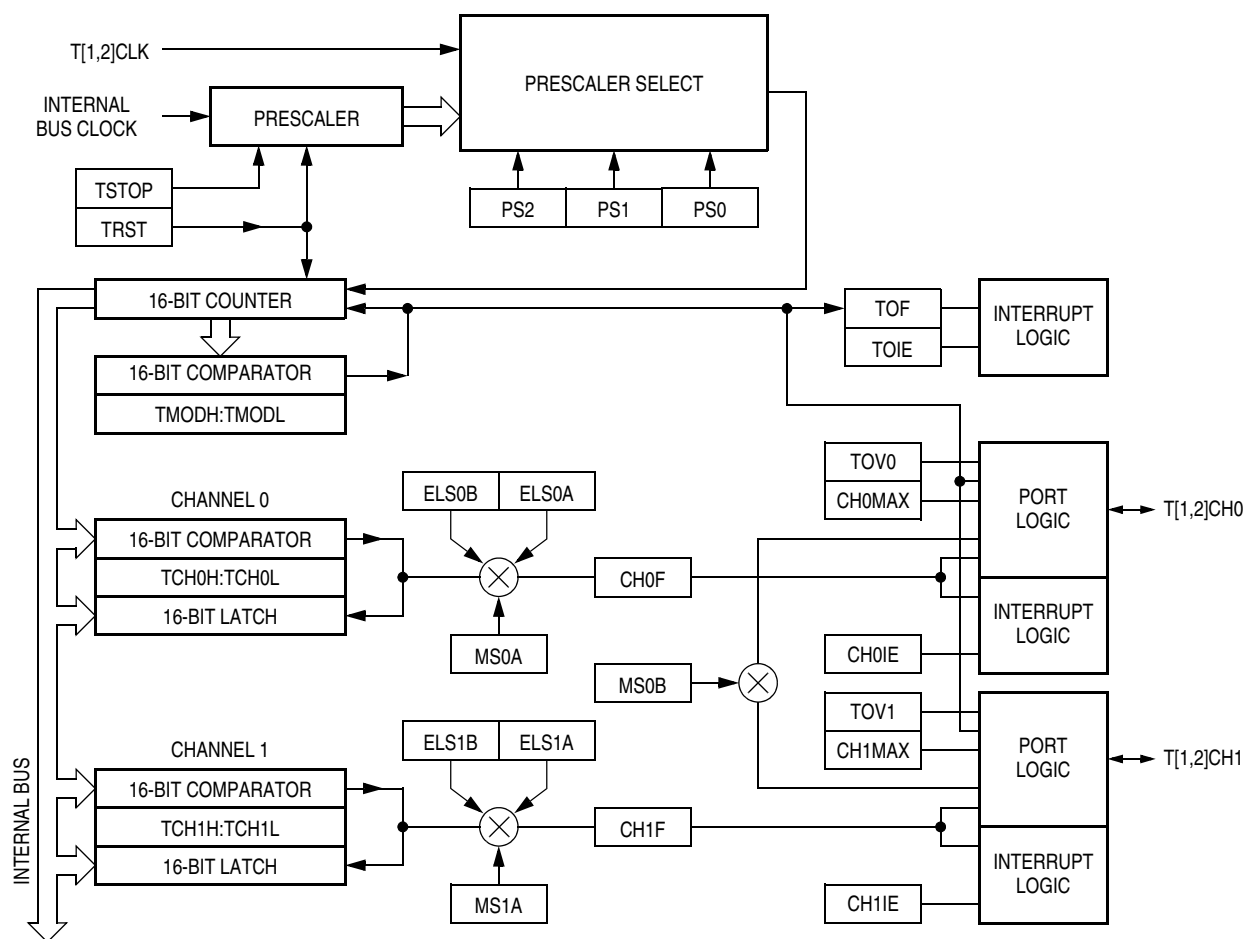 T[1,2]CLK
PRESCALER SELECT
INTERNAL
BUS CLOCK
PRESCALER
TSTOP
TRST
PS2
PS1
PS0
16-BIT COUNTER
TOF
TOIE
INTERRUPT
LOGIC
16-BIT COMPARATOR
TMODH:TMODL
CHANNEL 0
16-BIT COMPARATOR
TCH0H:TCH0L
16-BIT LATCH
ELS0B
ELS0A
MS0A
CH0F
TOV0
CH0MAX
PORT
LOGIC
T[1,2]CH0
INTERRUPT
LOGIC
CH0IE
MS0B
CHANNEL 1
16-BIT COMPARATOR
TCH1H:TCH1L
16-BIT LATCH
ELS1B
ELS1A
MS1A
CH1F
TOV1
CH1MAX
PORT
LOGIC
T[1,2]CH1
INTERRUPT
LOGIC
CH1IE
INTERNAL BUS